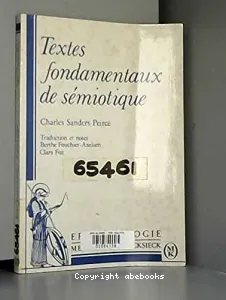 Textes
fondamentaux
de sémiotique
Charles Sanders Peirce
Traduction et notes
Berthe Fouchier-Axelsen
Clara Foz
65461
Copyright abebooks